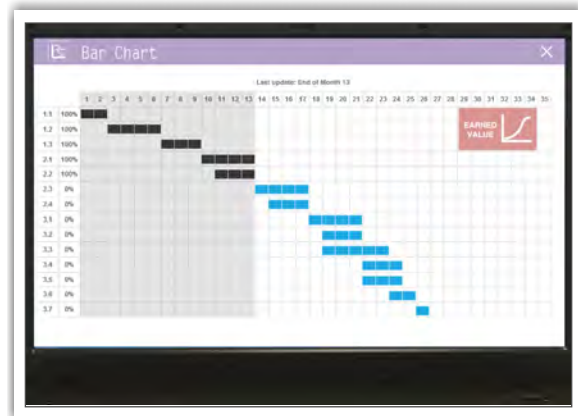 Bar Chart
Last update: End of Month 13
1 2 3 4 5 6 7 8 9 10 11 12 13 14 15 16 17 18 19 20 21 22 23 24 25 26 27 28 29 30 31 32 33 34 35
1.1 100%
1.2 100%
1.3 100%
2.1 100%
2.2 100%
2.3 0%
2.4 0%
3.1 0%
3.2 0%
3.3 0%
3.4 0%
3.5 0%
3.6 0%
3.7 0%
EARNED
VALUE